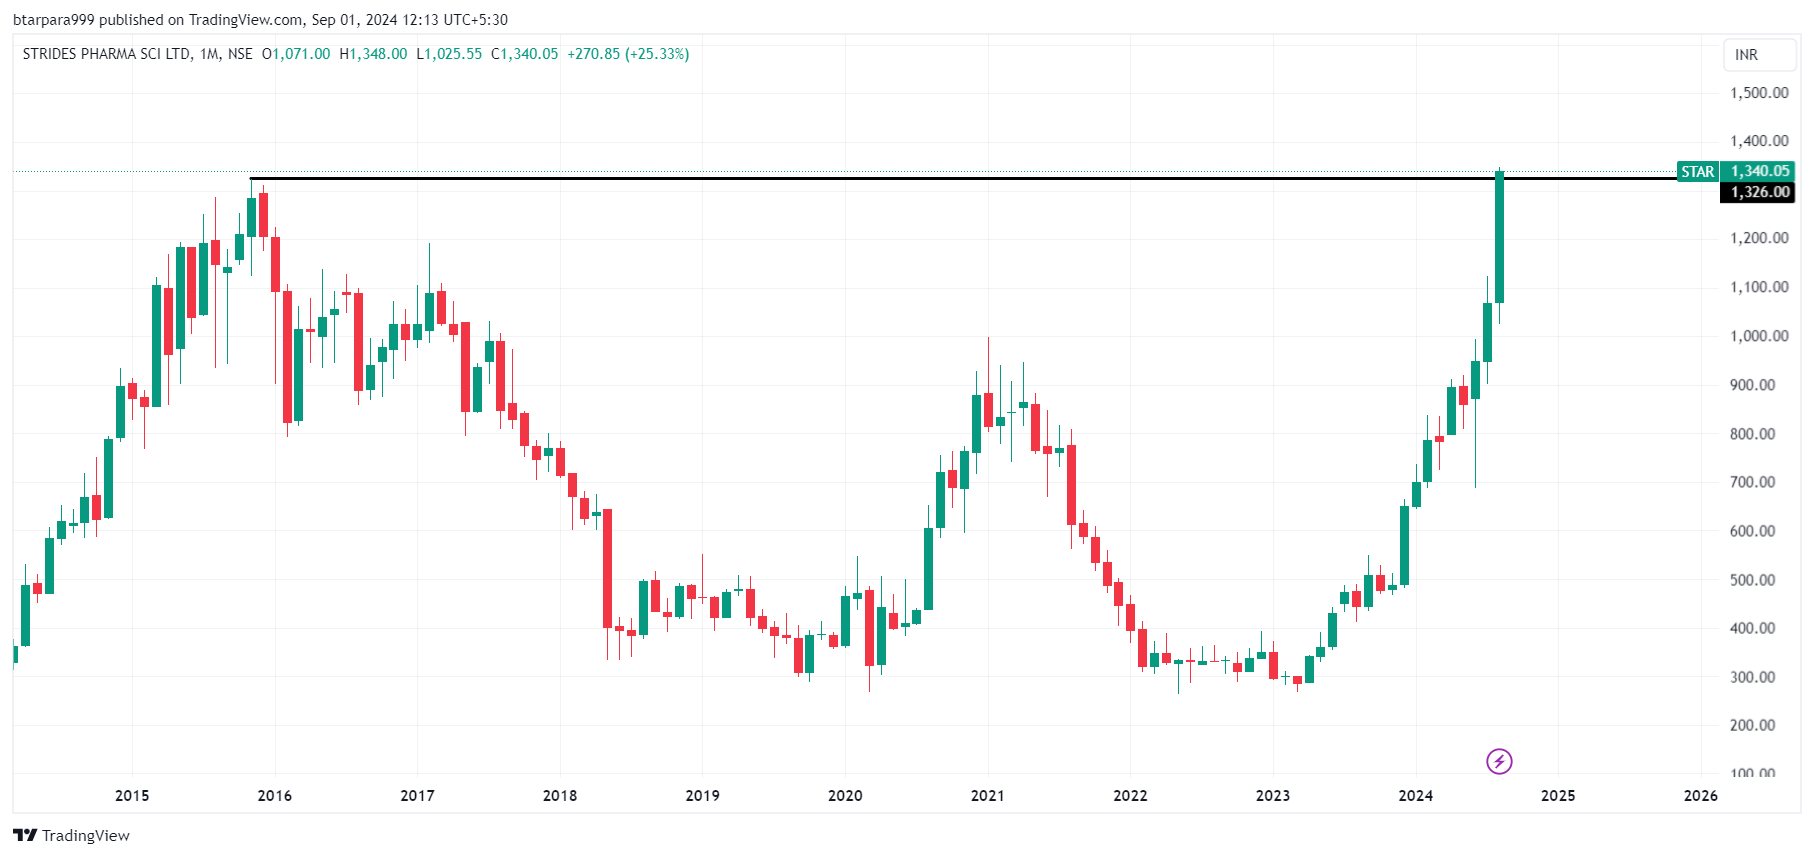 btarpara999 published on TradingView.com, Sep 01, 2024 12:13 UTC+5:30
STRIDES PHARMA SCI LTD, 1M, NSE O1,071.00 H1,348.00 L1,025.55 C1,340.05 +270.85 (+25.33%)
INR
1,500.00
1,400.00
STAR 1,340.05
1,326.00
1,200.00
1,100.00
1,000.00
900.00
800.00
700.00
600.00
500.00
400.00
300.00
200.00
100.00
2015 2016 2017 2018 2019 2020 2021 2022 2023 2024 2025 2026
TradingView